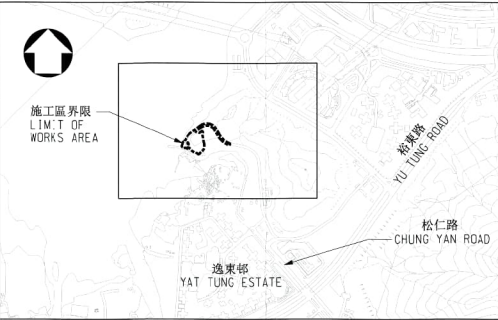 施工區界限
LIMIT OF
WORKS AREA
裕東路
YU TUNG ROAD
松仁路
CHUNG YAN ROAD
逸東邨
YAT TUNG ESTATE